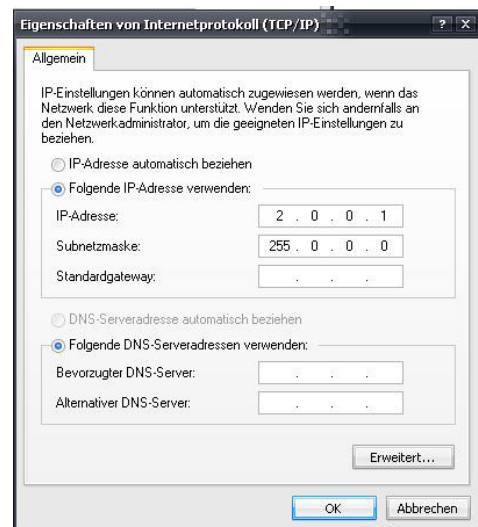 Eigenschaften von Internetprotokoll (TCP/IP)
Allgemein
IP-Einstellungen können automatisch zugewiesen werden, wenn das
Netzwerk diese Funktion unterstützt. Wenden Sie sich andernfalls an
den Netzwerkadministrator, um die geeigneten IP-Einstellungen zu
beziehen.
IP-Adresse automatisch beziehen
Folgende IP-Adresse verwenden:
IP-Adresse: 2 . 0 . 0 . 1
Subnetzmaske: 255 . 0 . 0 . 0
Standardgateway: . . .
DNS-Serveradresse automatisch beziehen
Folgende DNS-Serveradressen verwenden:
Bevorzugter DNS-Server: . . .
Alternativer DNS-Server: . . .
Erweitert...
OK Abbrechen